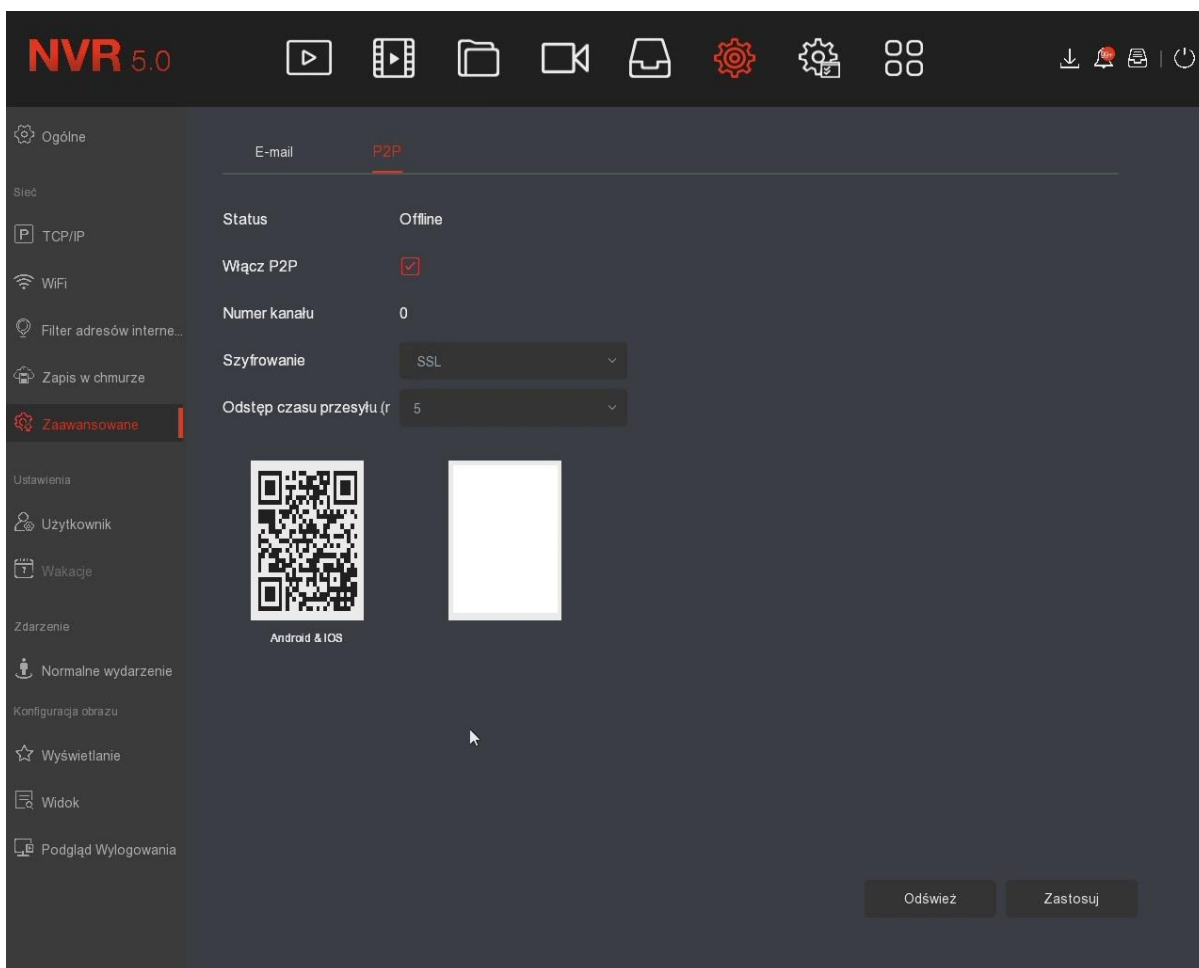 NVR 5.0
Ogólne
Sieć
TCP/IP
WiFi
Filter adresów interne...
Zapis w chmurze
Zaawansowane
Ustawienia
Użytkownik
Wakacje
Zdarzenie
Normalne wydarzenie
Konfiguracja obrazu
Wyświetlanie
Widok
Podgląd Wylogowania
E-mail P2P
Status Offline
Włącz P2P
Numer kanału 0
Szyfrowanie SSL
Odstęp czasu przesyłu (r 5
Android & IOS
Odśwież Zastosuj